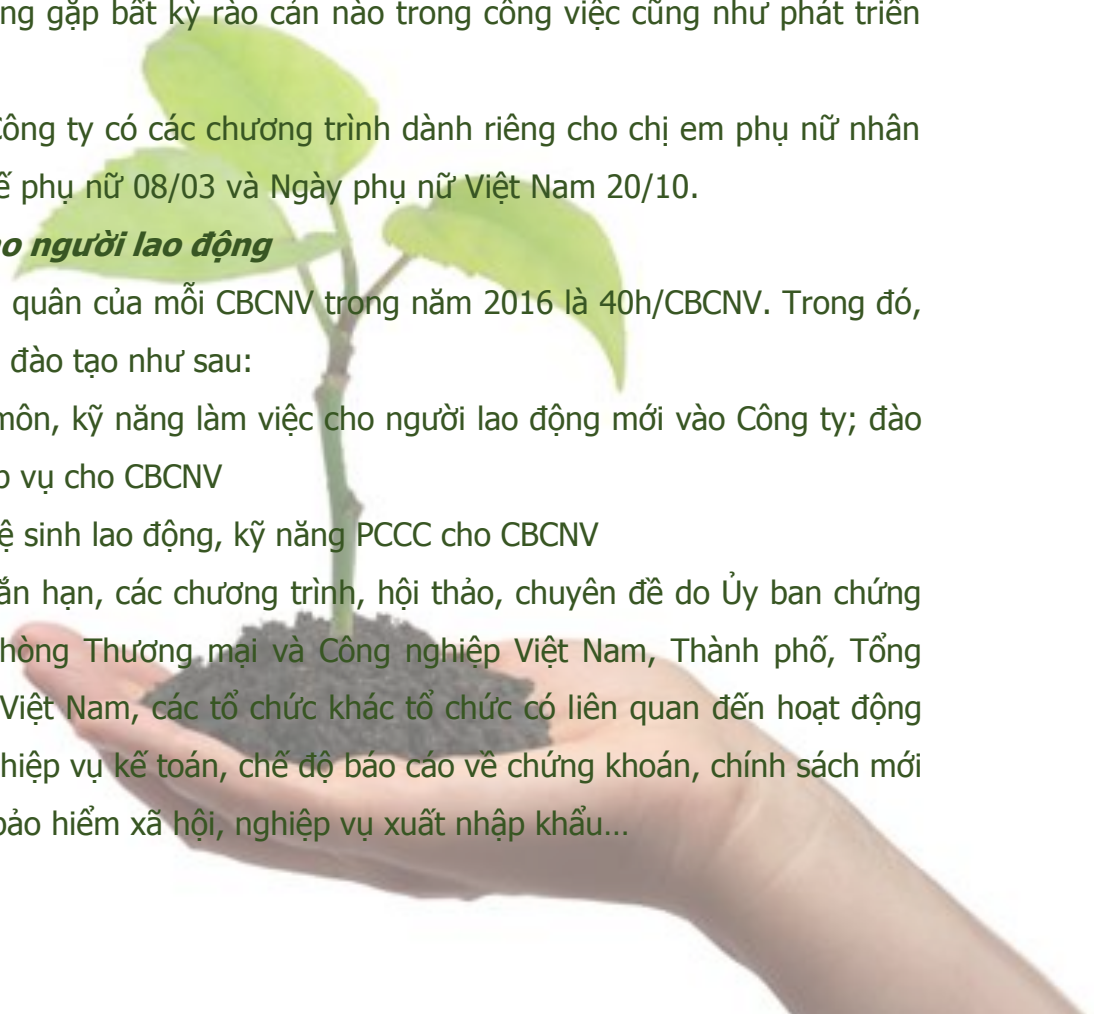 ng gặp bất kỳ rào cản nào trong công việc cũng như phát triển
Công ty có các chương trình dành riêng cho chị em phụ nữ nhân
ế phụ nữ 08/03 và Ngày phụ nữ Việt Nam 20/10.
o người lao động
quân của mỗi CBCNV trong năm 2016 là 40h/CBCNV. Trong đó,
đào tạo như sau:
môn, kỹ năng làm việc cho người lao động mới vào Công ty; đào
p vụ cho CBCNV
ệ sinh lao động, kỹ năng PCCC cho CBCNV
ắn hạn, các chương trình, hội thảo, chuyên đề do Ủy ban chứng
hòng Thương mại và Công nghiệp Việt Nam, Thành phố, Tổng
Việt Nam, các tổ chức khác tổ chức có liên quan đến hoạt động
hiệp vụ kế toán, chế độ báo cáo về chứng khoán, chính sách mới
bảo hiểm xã hội, nghiệp vụ xuất nhập khẩu…